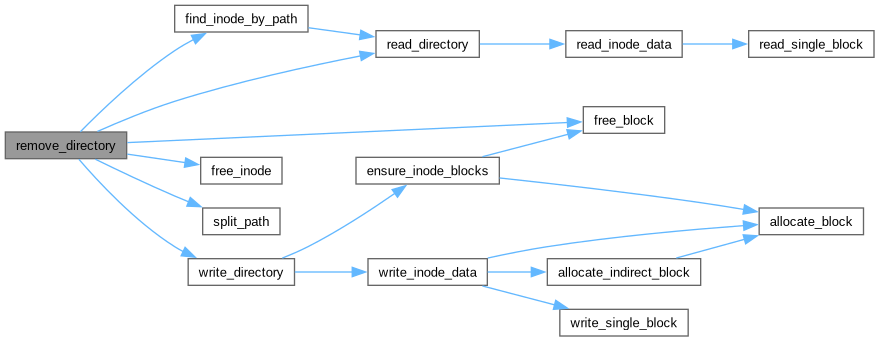 find_inode_by_path
read_directory
read_inode_data
read_single_block
free_block
remove_directory
free_inode
ensure_inode_blocks
split_path
allocate_block
write_directory
write_inode_data
allocate_indirect_block
write_single_block